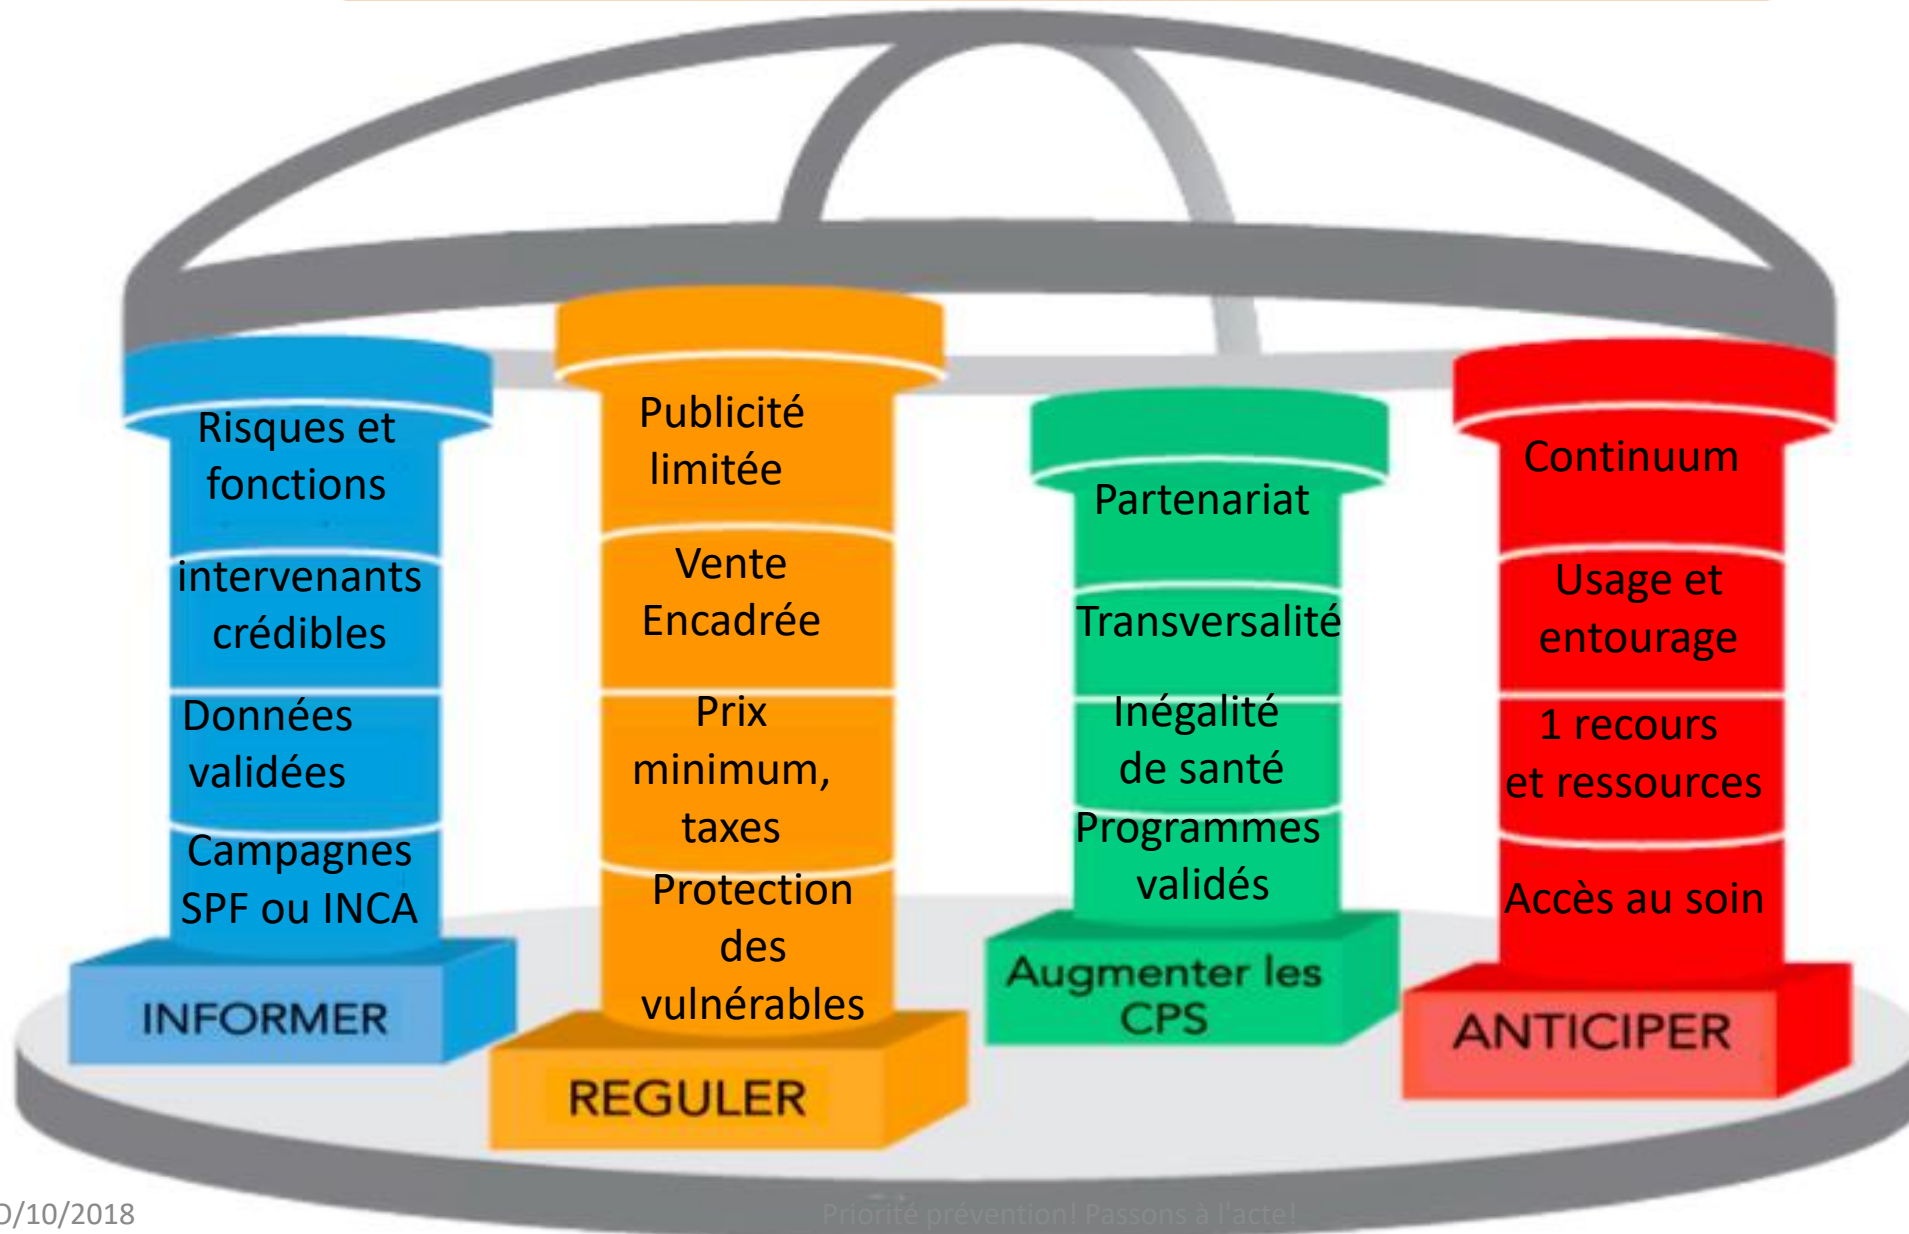 Risques et
fonctions
intervenants
crédibles
Données
validées
Campagnes
SPF ou INCA
INFORMER
Publicité
limitée
Vente
Encadrée
Prix
minimum,
taxes
Protection
des
vulnérables
REGULER
Partenariat
Transversalité
Inégalité
de santé
Programmes
validés
Augmenter les
CPS
Continuum
Usage et
entourage
1 recours
et ressources
Accès au soin
ANTICIPER
/10/2018
Priorité prévention! Passons à l'acte!